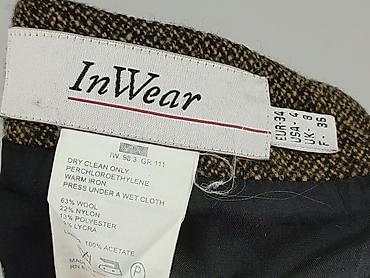 InWear
EUR-34
USA-4
UK-8
F-36
IW. 98.3 GR 111
DRY CLEAN ONLY
PERCHLOROETHYLENE
WARM IRON
PRESS UNDER A WET CLOTH
63% WOOL
22% NYLON
13% POLYESTER
LYCRA
100% ACETATE
P